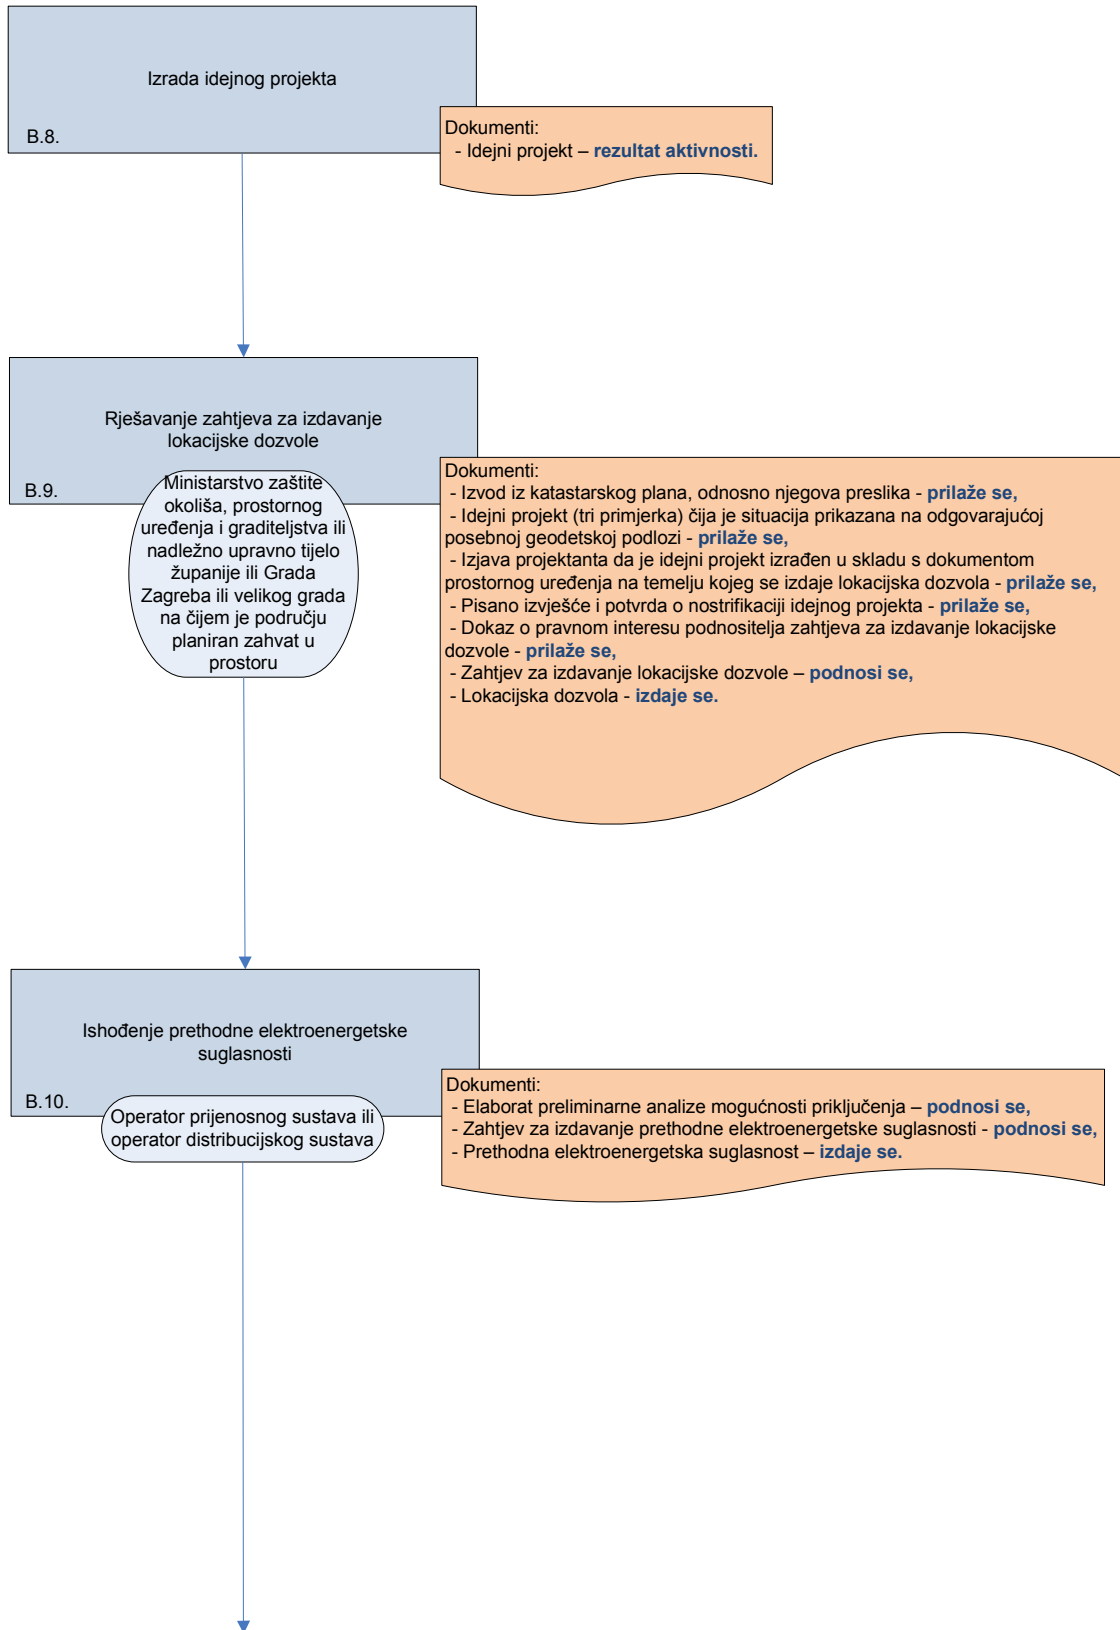 Izrada idejnog projekta
B.8.
Dokumenti:
- Idejni projekt – rezultat aktivnosti.
Rješavanje zahtjeva za izdavanje
lokacijske dozvole
B.9.
Ministarstvo zaštite
okoliša, prostornog
uređenja i graditeljstva ili
nadležno upravno tijelo
županije ili Grada
Zagreba ili velikog grada
na čijem je području
planiran zahvat u
prostoru
Dokumenti:
- Izvod iz katastarskog plana, odnosno njegova preslika - prilaže se,
- Idejni projekt (tri primjerka) čija je situacija prikazana na odgovarajućoj
posebnoj geodetskoj podlozi - prilaže se,
- Izjava projektanta da je idejni projekt izrađen u skladu s dokumentom
prostornog uređenja na temelju kojeg se izdaje lokacijska dozvola - prilaže se,
- Pisano izvješće i potvrda o nostrifikaciji idejnog projekta - prilaže se,
- Dokaz o pravnom interesu podnositelja zahtjeva za izdavanje lokacijske
dozvole - prilaže se,
- Zahtjev za izdavanje lokacijske dozvole – podnosi se,
- Lokacijska dozvola - izdaje se.
Ishođenje prethodne elektroenergetske
suglasnosti
B.10.
Operator prijenosnog sustava ili
operator distribucijskog sustava
Dokumenti:
- Elaborat preliminarne analize mogućnosti priključenja – podnosi se,
- Zahtjev za izdavanje prethodne elektroenergetske suglasnosti - podnosi se,
- Prethodna elektroenergetska suglasnost – izdaje se.